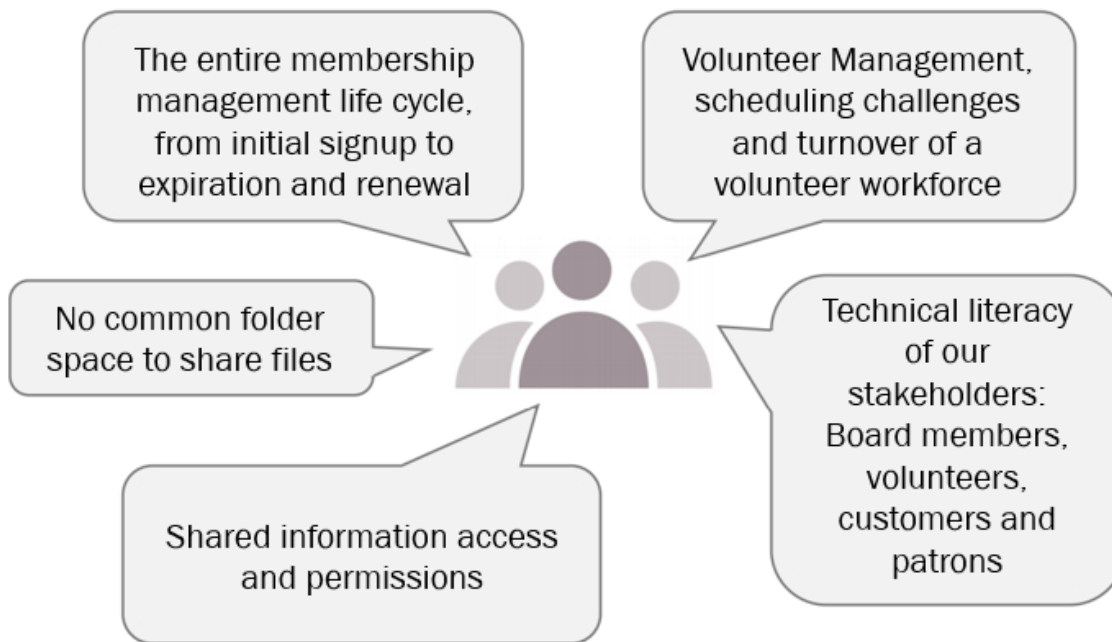 The entire membership
management life cycle,
from initial signup to
expiration and renewal
Volunteer Management,
scheduling challenges
and turnover of a
volunteer workforce
No common folder
space to share files
Technical literacy
of our
stakeholders:
Board members,
volunteers,
customers and
patrons
Shared information access
and permissions